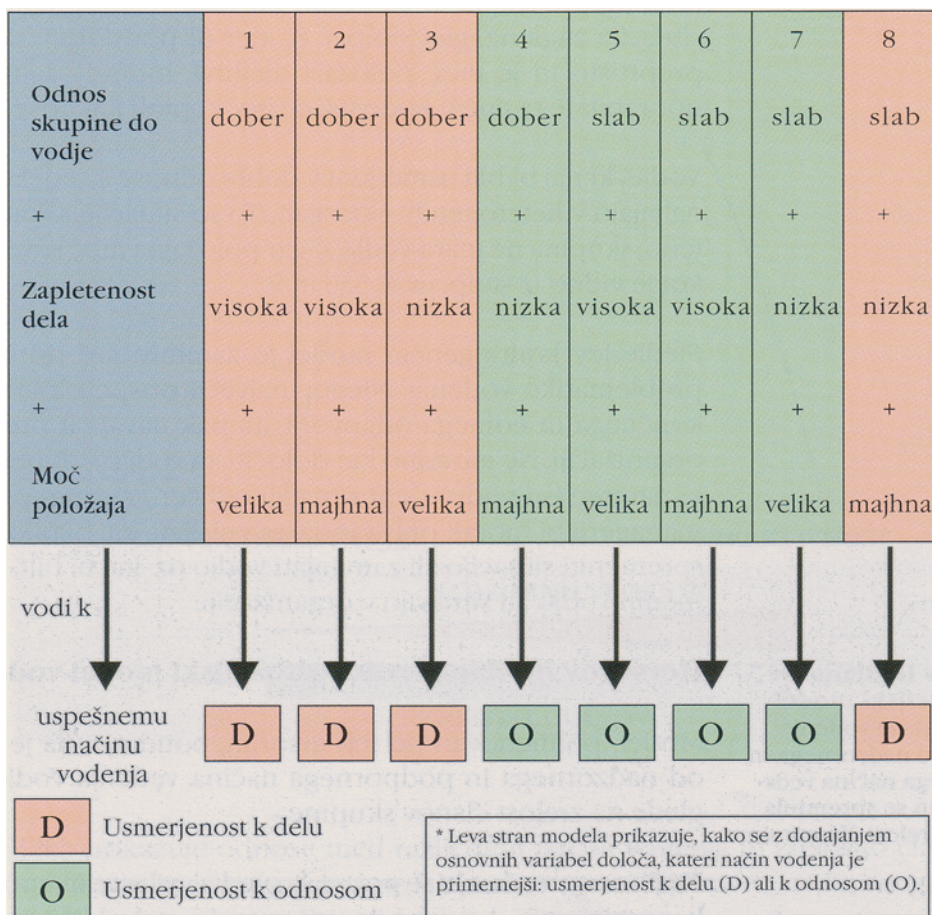 1 2 3 4 5 6 7 8
Odnos
skupine do
vodje
dober dober dober dober slab slab slab slab
+ + + + + + + + +
Zapletenost
dela
visoka visoka nizka nizka visoka visoka nizka nizka
+ + + + + + + + +
Moč
položaja
velika majhna velika majhna velika majhna velika majhna
vodi k
uspešnemu
načinu
vodenja
D D D O O O O D
D Usmerjenost k delu
O Usmerjenost k odnosom
* Leva stran modela prikazuje, kako se z dodajanjem
osnovnih variabel določa, kateri način vodenja je
primernejši: usmerjenost k delu (D) ali k odnosom (O).